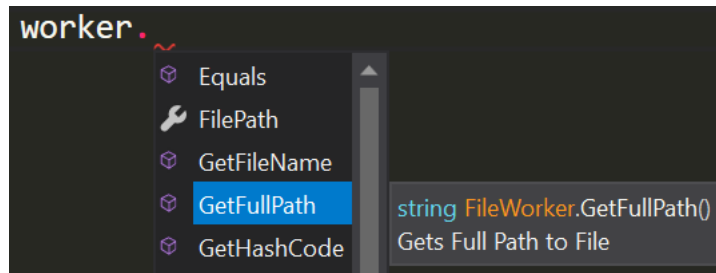 worker.
Equals
FilePath
GetFileName
GetFullPath
string FileWorker.GetFullPath()
Gets Full Path to File
GetHashCode